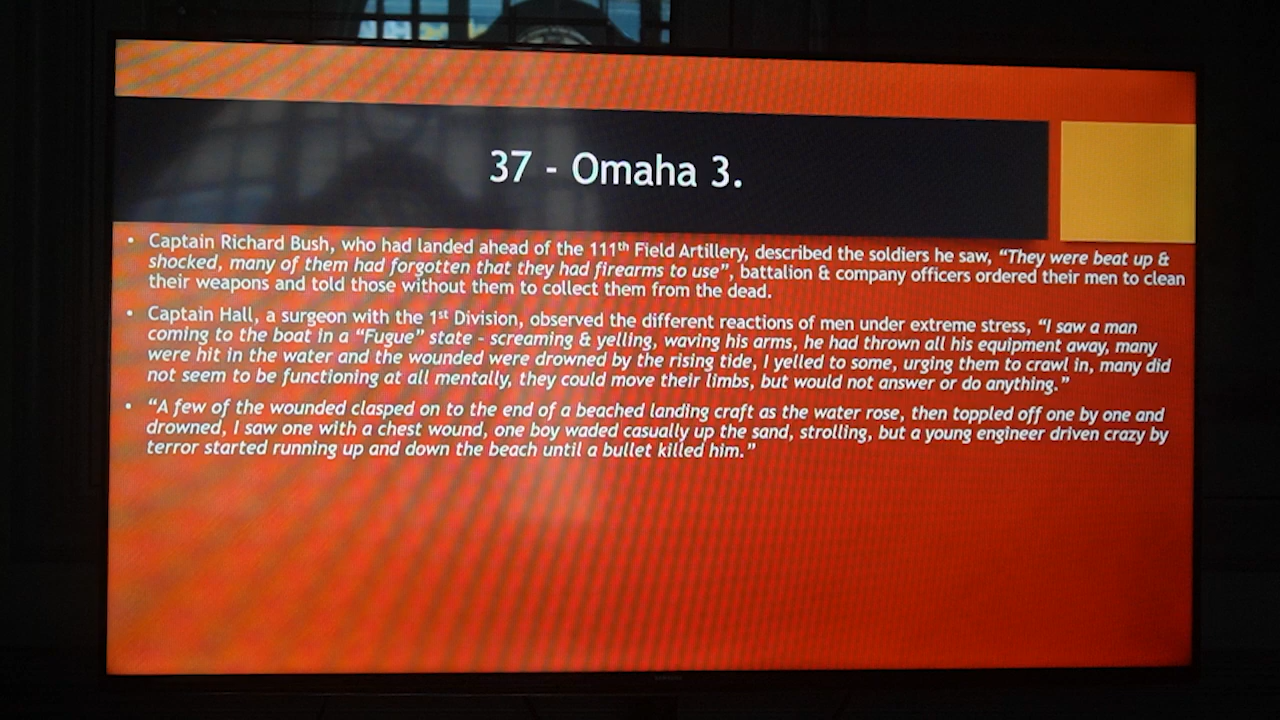 37 - Omaha 3.
• Captain Richard Bush, who had landed ahead of the 111th Field Artillery, described the soldiers he saw, “They were beat up &
shocked, many of them had forgotten that they had firearms to use”, battalion & company officers ordered their men to clean
their weapons and told those without them to collect them from the dead.
• Captain Hall, a surgeon with the 1st Division, observed the different reactions of men under extreme stress, “I saw a man
coming to the boat in a “Fugue” state - screaming & yelling, waving his arms, he had thrown all his equipment away, many
were hit in the water and the wounded were drowned by the rising tide, I yelled to some, urging them to crawl in, many did
not seem to be functioning at all mentally, they could move their limbs, but would not answer or do anything.”
• “A few of the wounded clasped on to the end of a beached landing craft as the water rose, then toppled off one by one and
drowned, I saw one with a chest wound, one boy waded casually up the sand, strolling, but a young engineer driven crazy by
terror started running up and down the beach until a bullet killed him.”
SAMSUNG